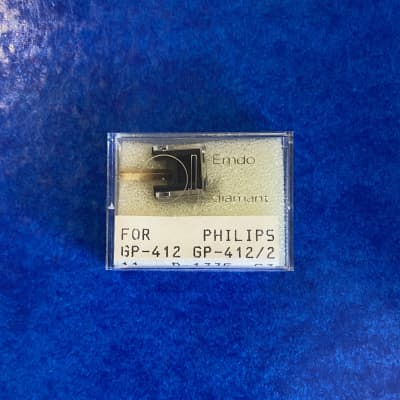 Emdo
diamant
FOR PHILIPS
GP-412 GP-412/2